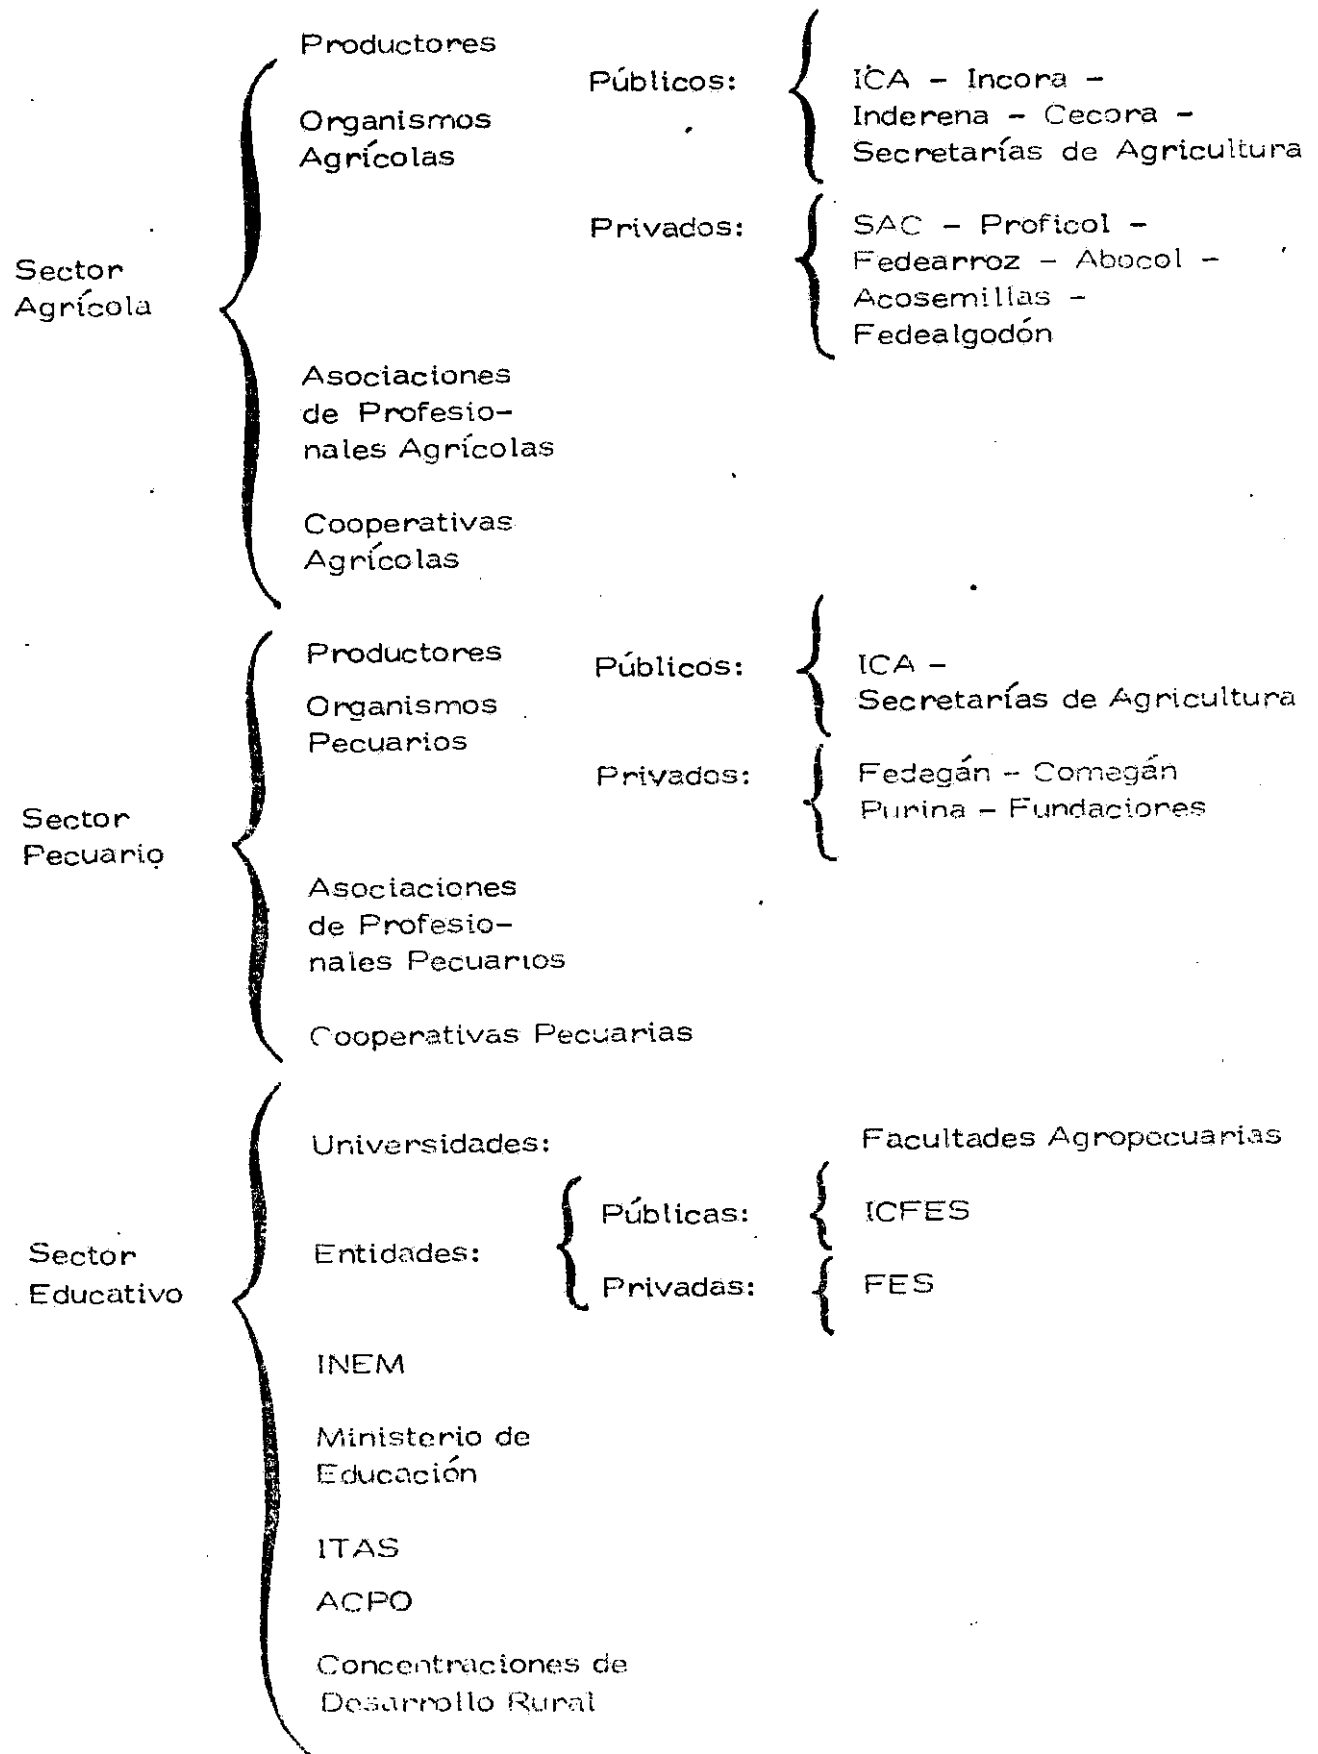 Productores
Públicos:
ICA – Incora –
Inderena – Cecora –
Secretarías de Agricultura
Organismos
Agrícolas
Privados:
SAC – Proficol –
Fedearroz – Abocol –
Acosemillas –
Fedealgodón
Sector
Agrícola
Asociaciones
de Profesio-
nales Agrícolas
Cooperativas
Agrícolas
Productores
Públicos:
ICA –
Secretarías de Agricultura
Organismos
Pecuarios
Privados:
Fedegán – Comegán
Purina – Fundaciores
Sector
Pecuario
Asociaciones
de Profesio-
nales Pecuarios
Cooperativas Pecuarias
Universidades:
Facultades Agropecuarias
Públicas:
ICFES
Sector
Educativo
Entidades:
Privadas:
FES
INEM
Ministerio de
Educación
ITAS
ACPO
Concentraciones de
Desarrollo Rural